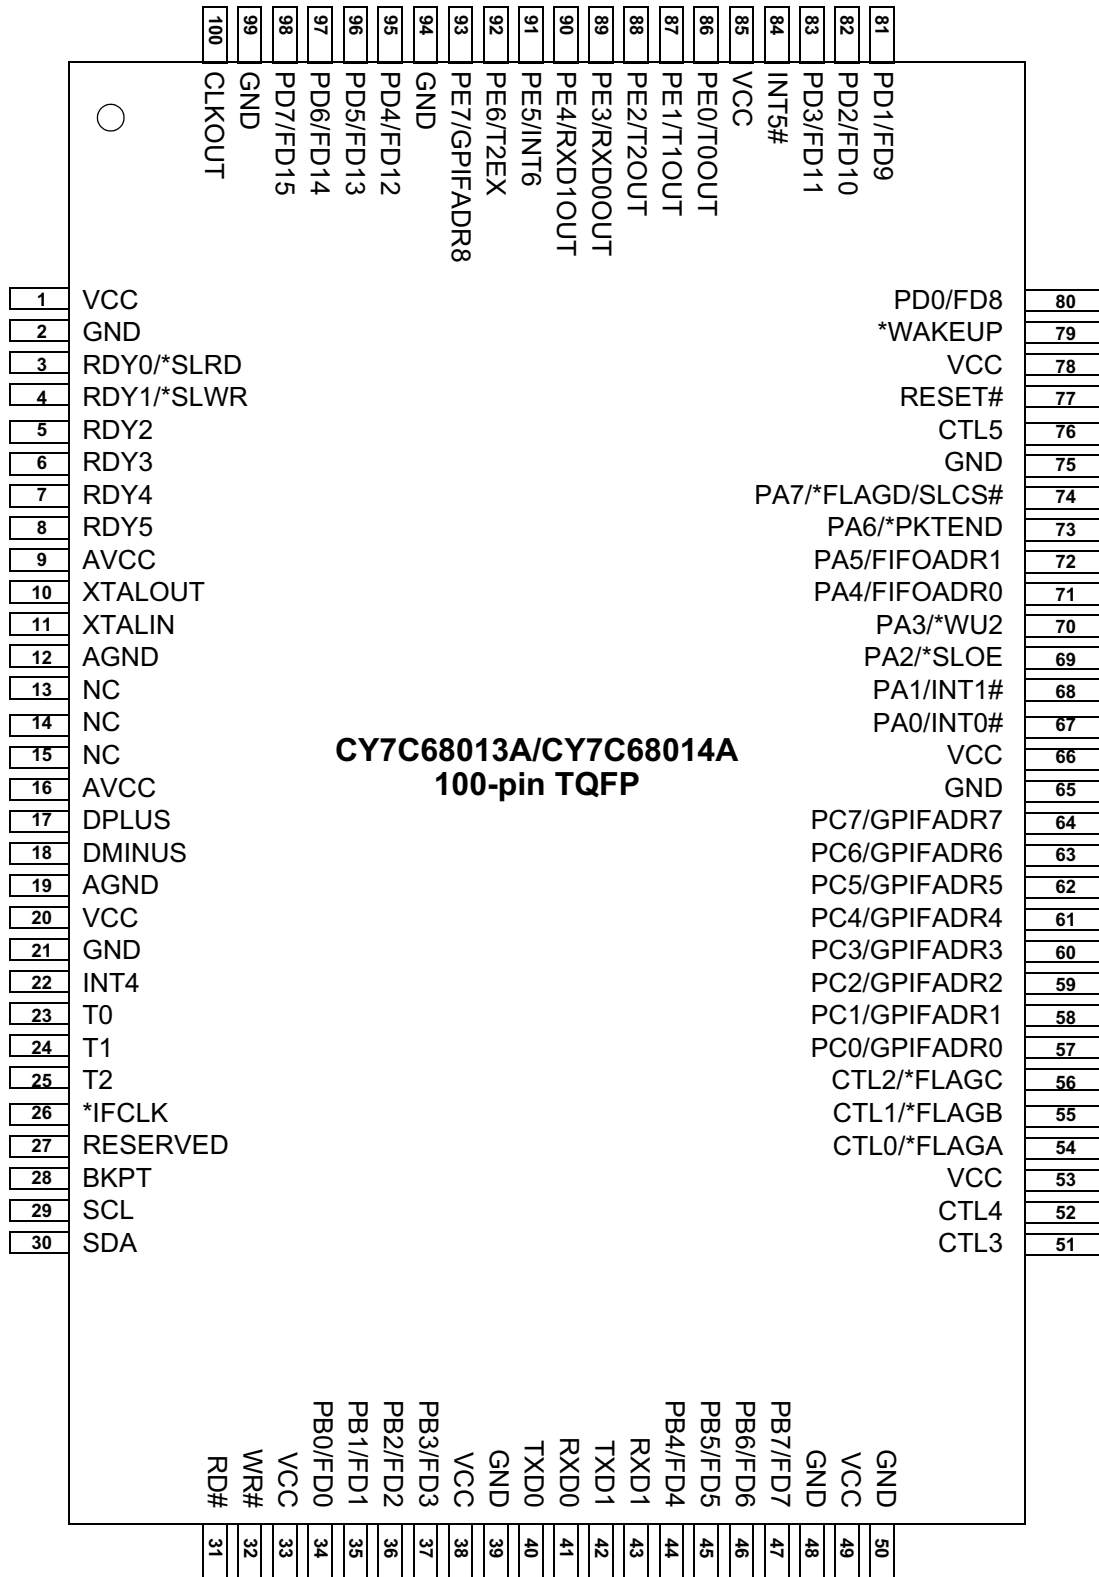 100 99 98 97 96 95 94 93 92 91 90 89 88 87 86 85 84 83 82 81
CLKOUT
GND
PD7/FD15
PD6/FD14
PD5/FD13
PD4/FD12
GND
PE7/GPIFADR8
PE6/T2EX
PE5/INT6
PE4/RXD1OUT
PE3/RXD0OUT
PE2/T2OUT
PE1/T1OUT
PE0/T0OUT
VCC
INT5#
PD3/FD11
PD2/FD10
PD1/FD9
1 VCC
2 GND
3 RDY0/*SLRD
4 RDY1/*SLWR
5 RDY2
6 RDY3
7 RDY4
8 RDY5
9 AVCC
10 XTALOUT
11 XTALIN
12 AGND
13 NC
14 NC
15 NC
16 AVCC
17 DPLUS
18 DMINUS
19 AGND
20 VCC
21 GND
22 INT4
23 T0
24 T1
25 T2
26 *IFCLK
27 RESERVED
28 BKPT
29 SCL
30 SDA
CY7C68013A/CY7C68014A
100-pin TQFP
PD0/FD8 80
*WAKEUP 79
VCC 78
RESET# 77
CTL5 76
GND 75
PA7/*FLAGD/SLCS# 74
PA6/*PKTEND 73
PA5/FIFOADR1 72
PA4/FIFOADR0 71
PA3/*WU2 70
PA2/*SLOE 69
PA1/INT1# 68
PA0/INT0# 67
VCC 66
GND 65
PC7/GPIFADR7 64
PC6/GPIFADR6 63
PC5/GPIFADR5 62
PC4/GPIFADR4 61
PC3/GPIFADR3 60
PC2/GPIFADR2 59
PC1/GPIFADR1 58
PC0/GPIFADR0 57
CTL2/*FLAGC 56
CTL1/*FLAGB 55
CTL0/*FLAGA 54
VCC 53
CTL4 52
CTL3 51
RD#
WR#
VCC
PB0/FD0
PB1/FD1
PB2/FD2
PB3/FD3
VCC
GND
TXD0
RXD0
TXD1
RXD1
PB4/FD4
PB5/FD5
PB6/FD6
PB7/FD7
GND
VCC
GND
31 32 33 34 35 36 37 38 39 40 41 42 43 44 45 46 47 48 49 50